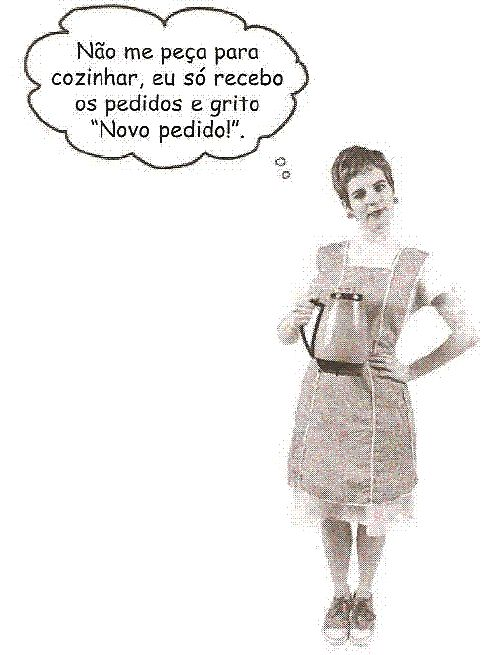 Não me peça para
cozinhar, eu só recebo
os pedidos e grito
“Novo pedido!”.